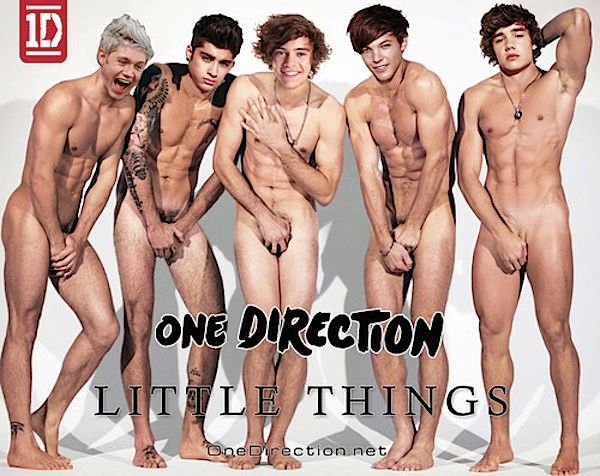 1D
ONE DIRECTION
LITTLE THINGS
OneDirection.net